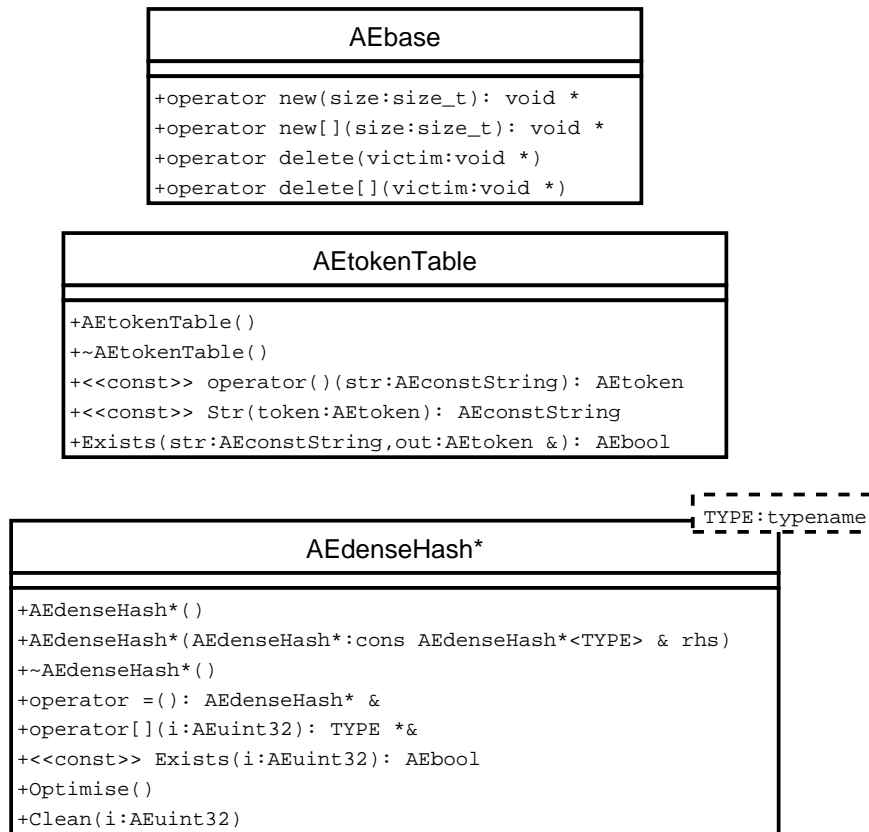 AEbase
+operator new(size:size_t): void *
+operator new[](size:size_t): void *
+operator delete(victim:void *)
+operator delete[](victim:void *)
AEtokenTable
+AEtokenTable()
+~AEtokenTable()
+<<const>> operator()(str:AEconstString): AEtoken
+<<const>> Str(token:AEtoken): AEconstString
+Exists(str:AEconstString,out:AEtoken &): AEbool
TYPE:typename
AEdenseHash*
+AEdenseHash*()
+AEdenseHash*(AEdenseHash*:cons AEdenseHash*<TYPE> & rhs)
+~AEdenseHash*()
+operator =(): AEdenseHash* &
+operator[](i:AEuint32): TYPE *&
+<<const>> Exists(i:AEuint32): AEbool
+Optimise()
+Clean(i:AEuint32)